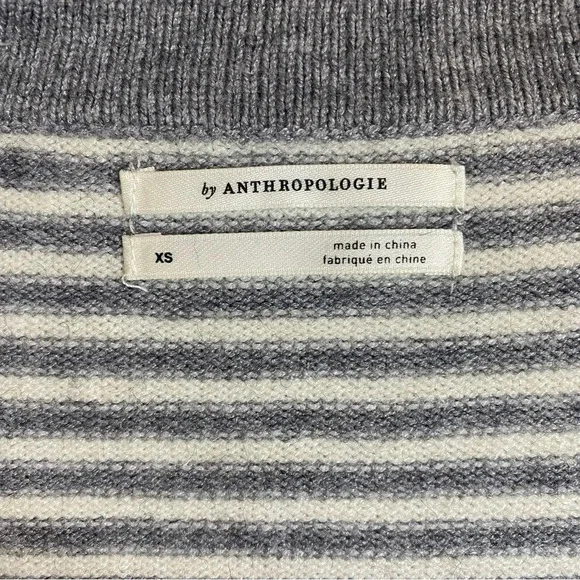 by ANTHROPOLOGIE
XS
made in china
fabriqué en chine